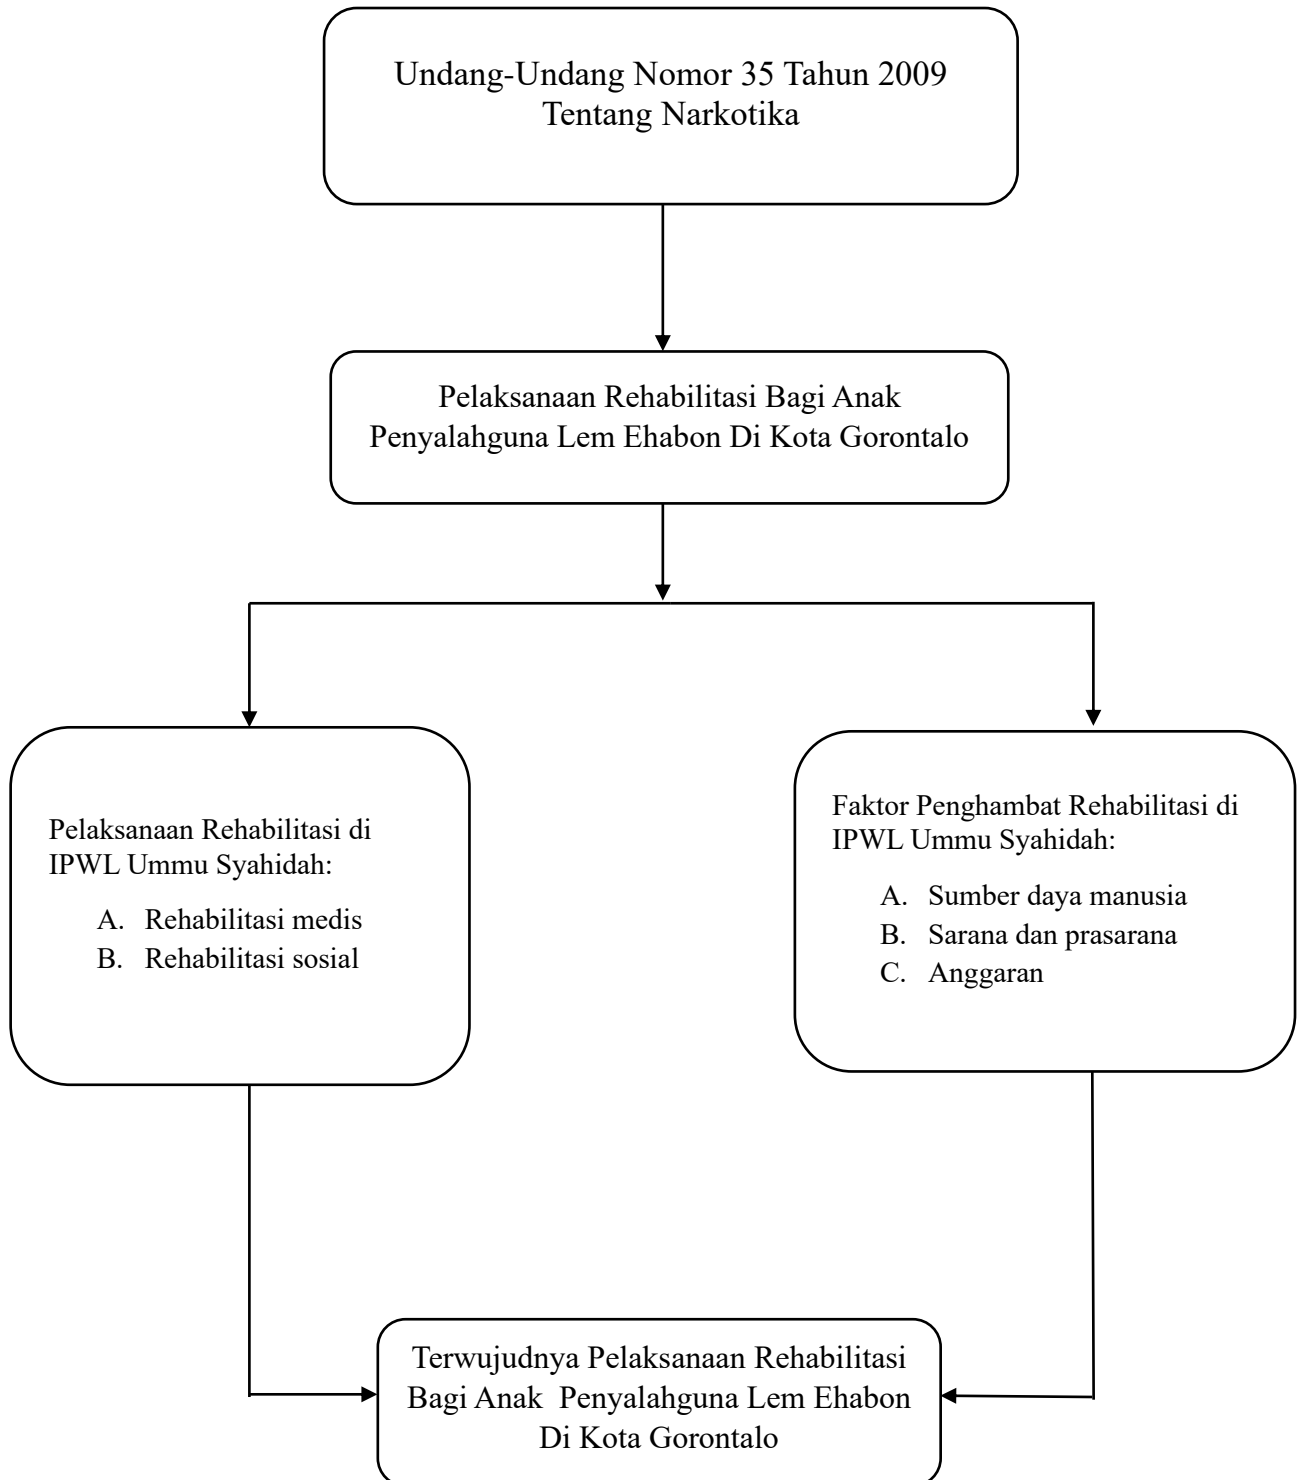 Undang-Undang Nomor 35 Tahun 2009
Tentang Narkotika
Pelaksanaan Rehabilitasi Bagi Anak
Penyalahguna Lem Ehabon Di Kota Gorontalo
Pelaksanaan Rehabilitasi di
IPWL Ummu Syahidah:
A. Rehabilitasi medis
B. Rehabilitasi sosial
Faktor Penghambat Rehabilitasi di
IPWL Ummu Syahidah:
A. Sumber daya manusia
B. Sarana dan prasarana
C. Anggaran
Terwujudnya Pelaksanaan Rehabilitasi
Bagi Anak Penyalahguna Lem Ehabon
Di Kota Gorontalo